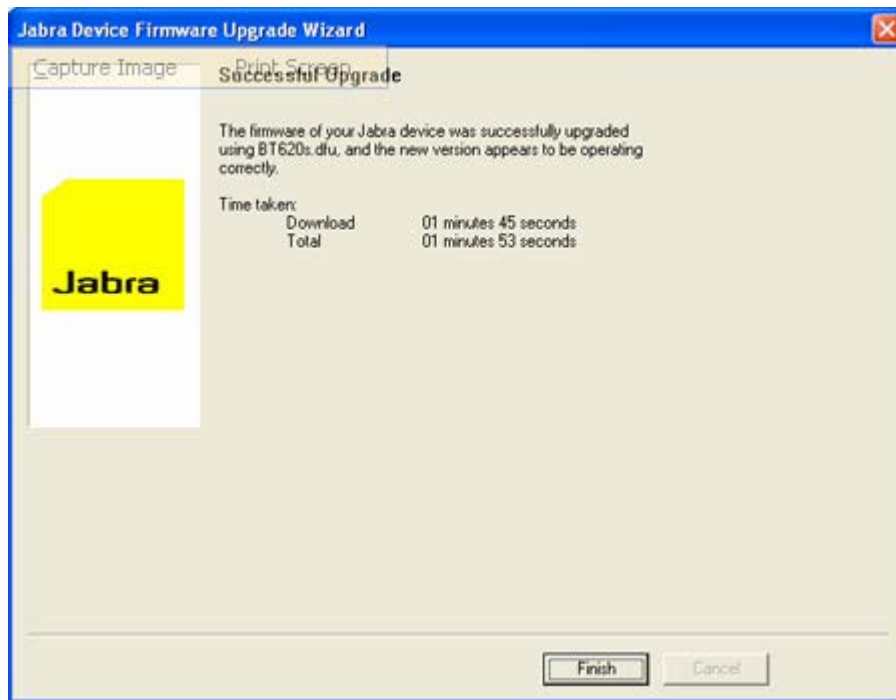 Jabra Device Firmware Upgrade Wizard
Capture Image Print Screen
Successful Upgrade
The firmware of your Jabra device was successfully upgraded
using BT620s.dfu, and the new version appears to be operating
correctly.
Time taken:
Download 01 minutes 45 seconds
Total 01 minutes 53 seconds
Jabra
Finish Cancel